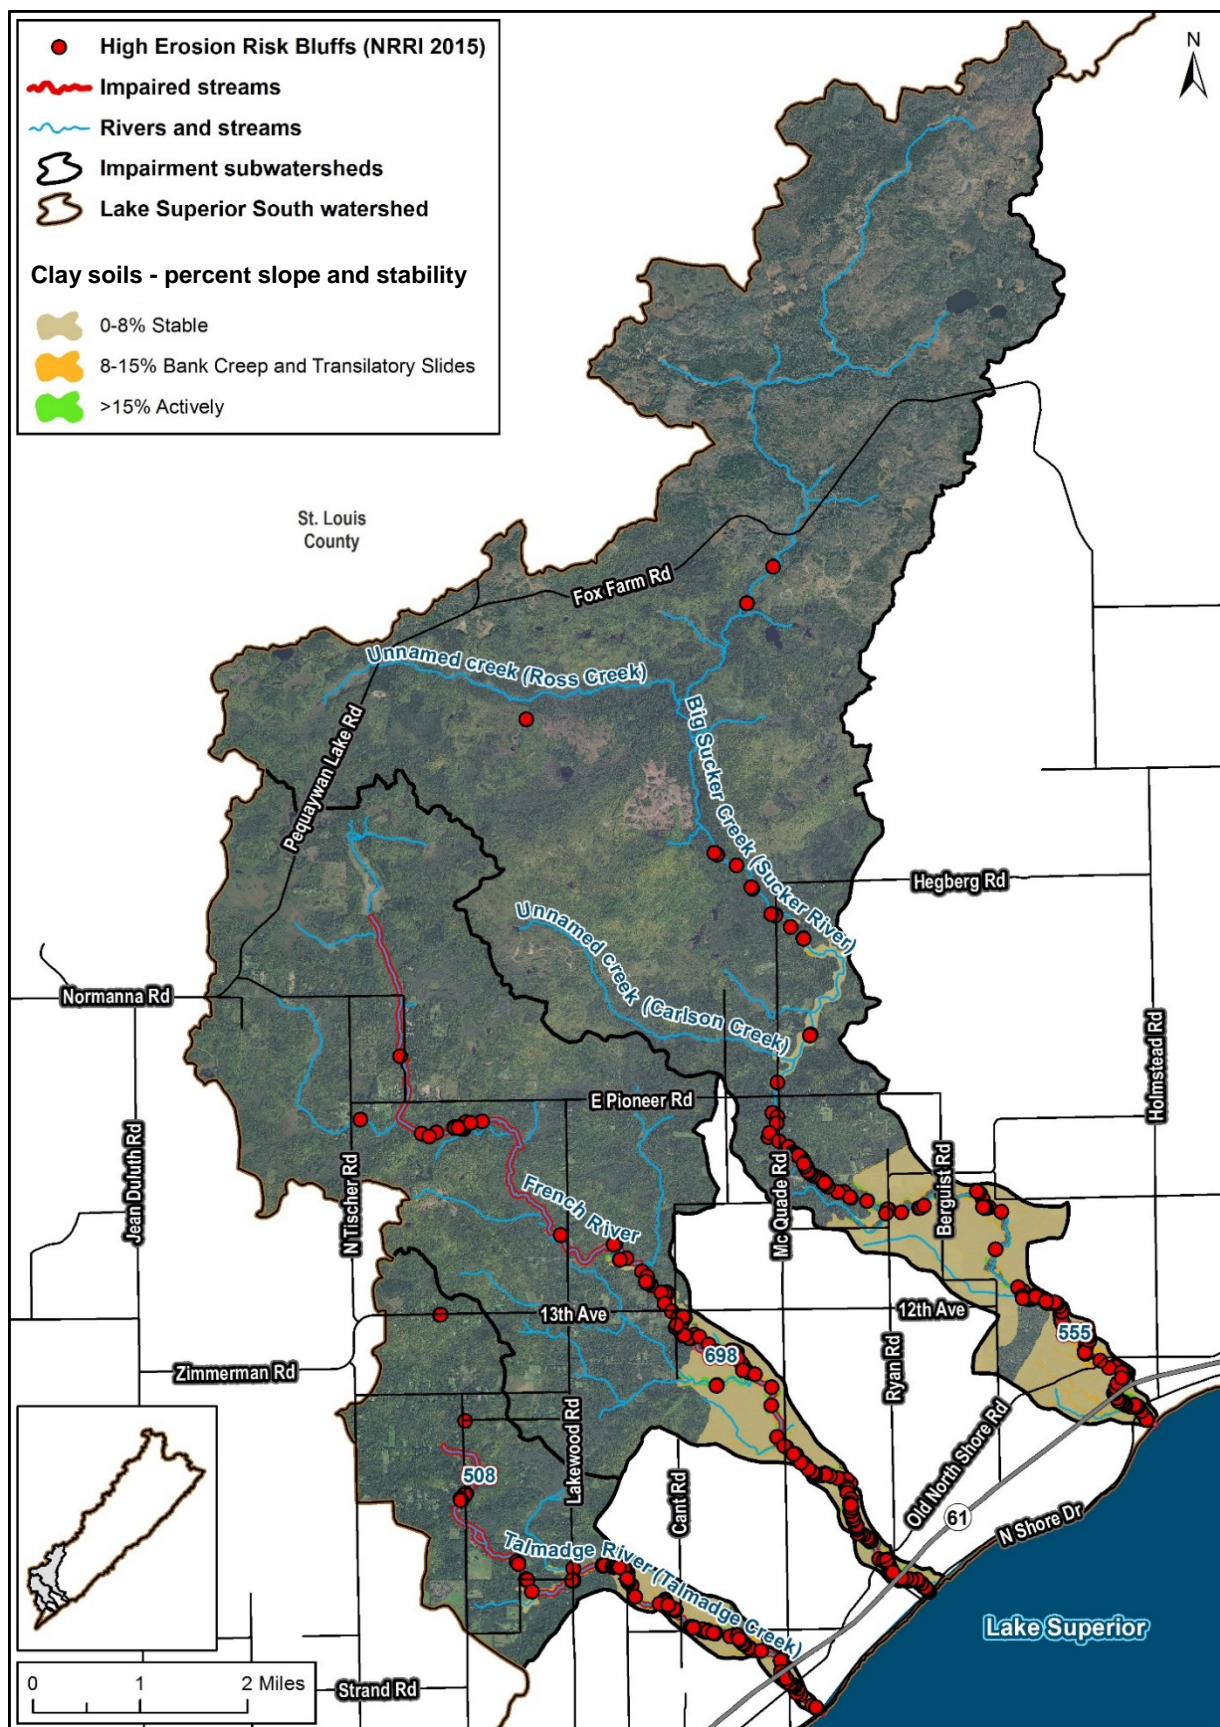 High Erosion Risk Bluffs (NRRI 2015)
Impaired streams
Rivers and streams
Impairment subwatersheds
Lake Superior South watershed
Clay soils - percent slope and stability
0-8% Stable
8-15% Bank Creep and Transilatory Slides
>15% Actively
N
St. Louis
County
Fox Farm Rd
Unnamed creek (Ross Creek)
Pequaywan Lake Rd
Big Sucker Creek (Sucker River)
Hegberg Rd
Unnamed creek (Carlson Creek)
Normanna Rd
Holmstead Rd
E Pioneer Rd
Jean Duluth Rd
N Tischer Rd
French River
Mc Quade Rd
Berguist Rd
13th Ave
12th Ave
555
698
Zimmerman Rd
Ryan Rd
Lakewood Rd
Cant Rd
Old North Shore Rd
508
61
N Shore Dr
Talmadge River (Talmadge Creek)
Lake Superior
0 1 2 Miles
Strand Rd